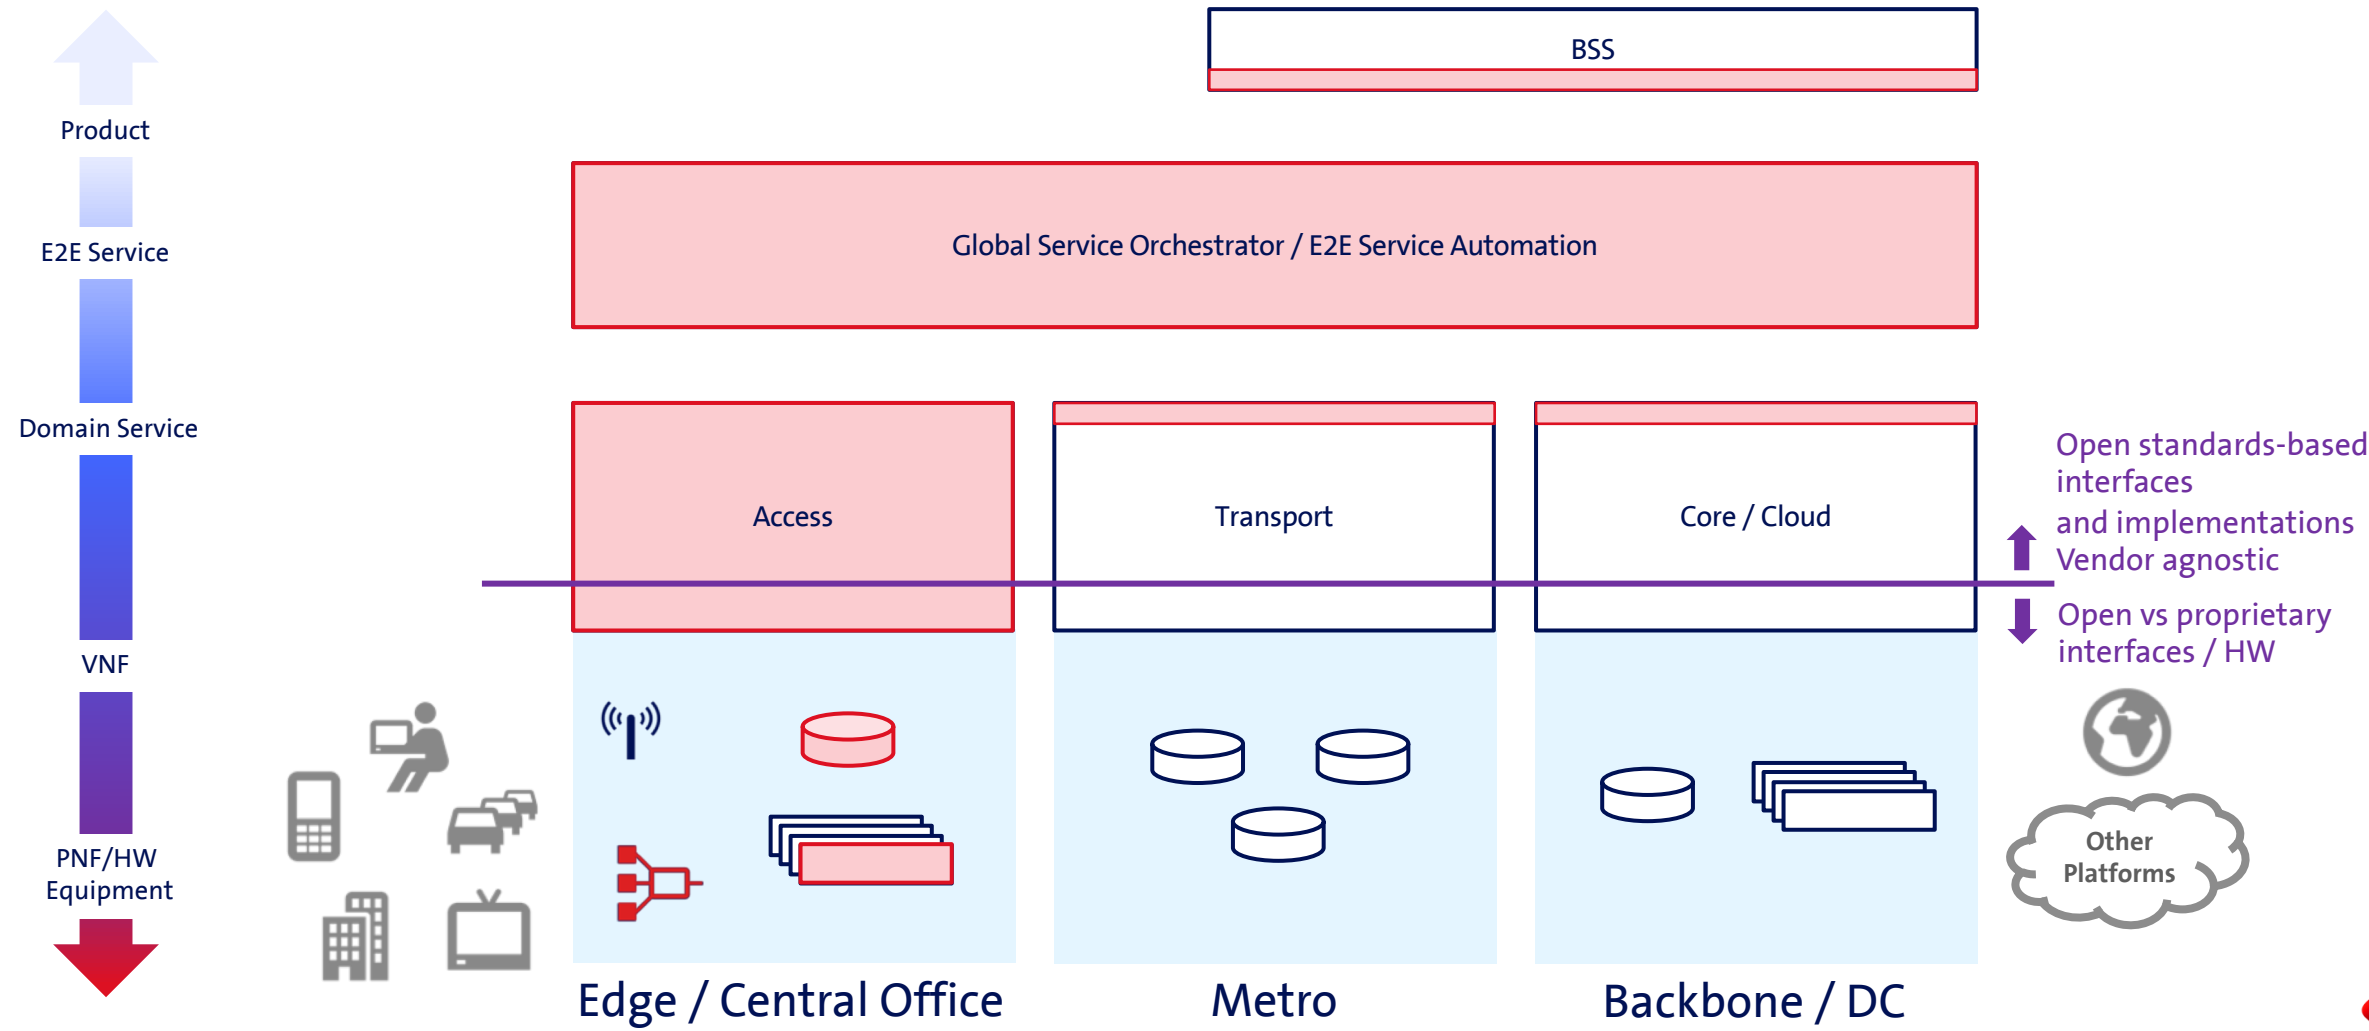 BSS
Product
E2E Service
Global Service Orchestrator / E2E Service Automation
Domain Service
Access
Transport
Core / Cloud
Open standards-based
interfaces
and implementations
Vendor agnostic
Open vs proprietary
interfaces / HW
VNF
PNF/HW
Equipment
Other
Platforms
Edge / Central Office
Metro
Backbone / DC